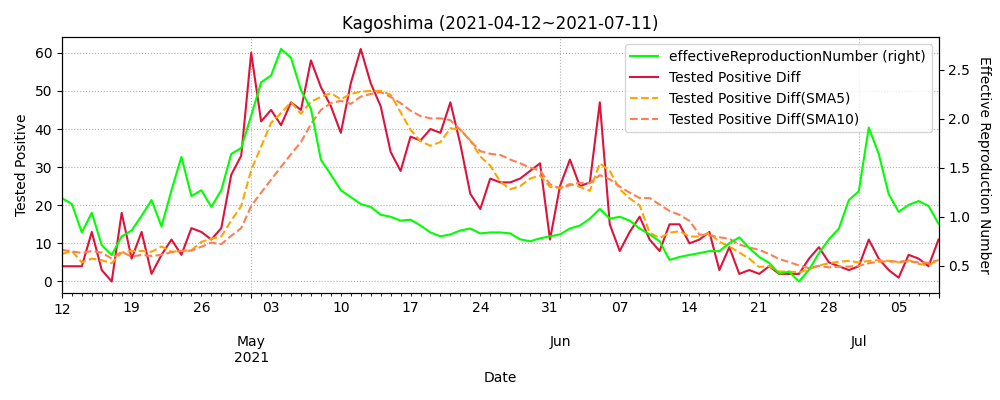 Kagoshima (2021-04-12~2021-07-11)
effectiveReproductionNumber (right)
Tested Positive Diff
Tested Positive Diff(SMA5)
Tested Positive Diff(SMA10)
Tested Positive
60
50
40
30
20
10
0
2.5
2.0
1.5
1.0
0.5
Effective Reproduction Number
12 19 26 03 10 17 24 31 07 14 21 28 05
May Jun Jul
2021
Date